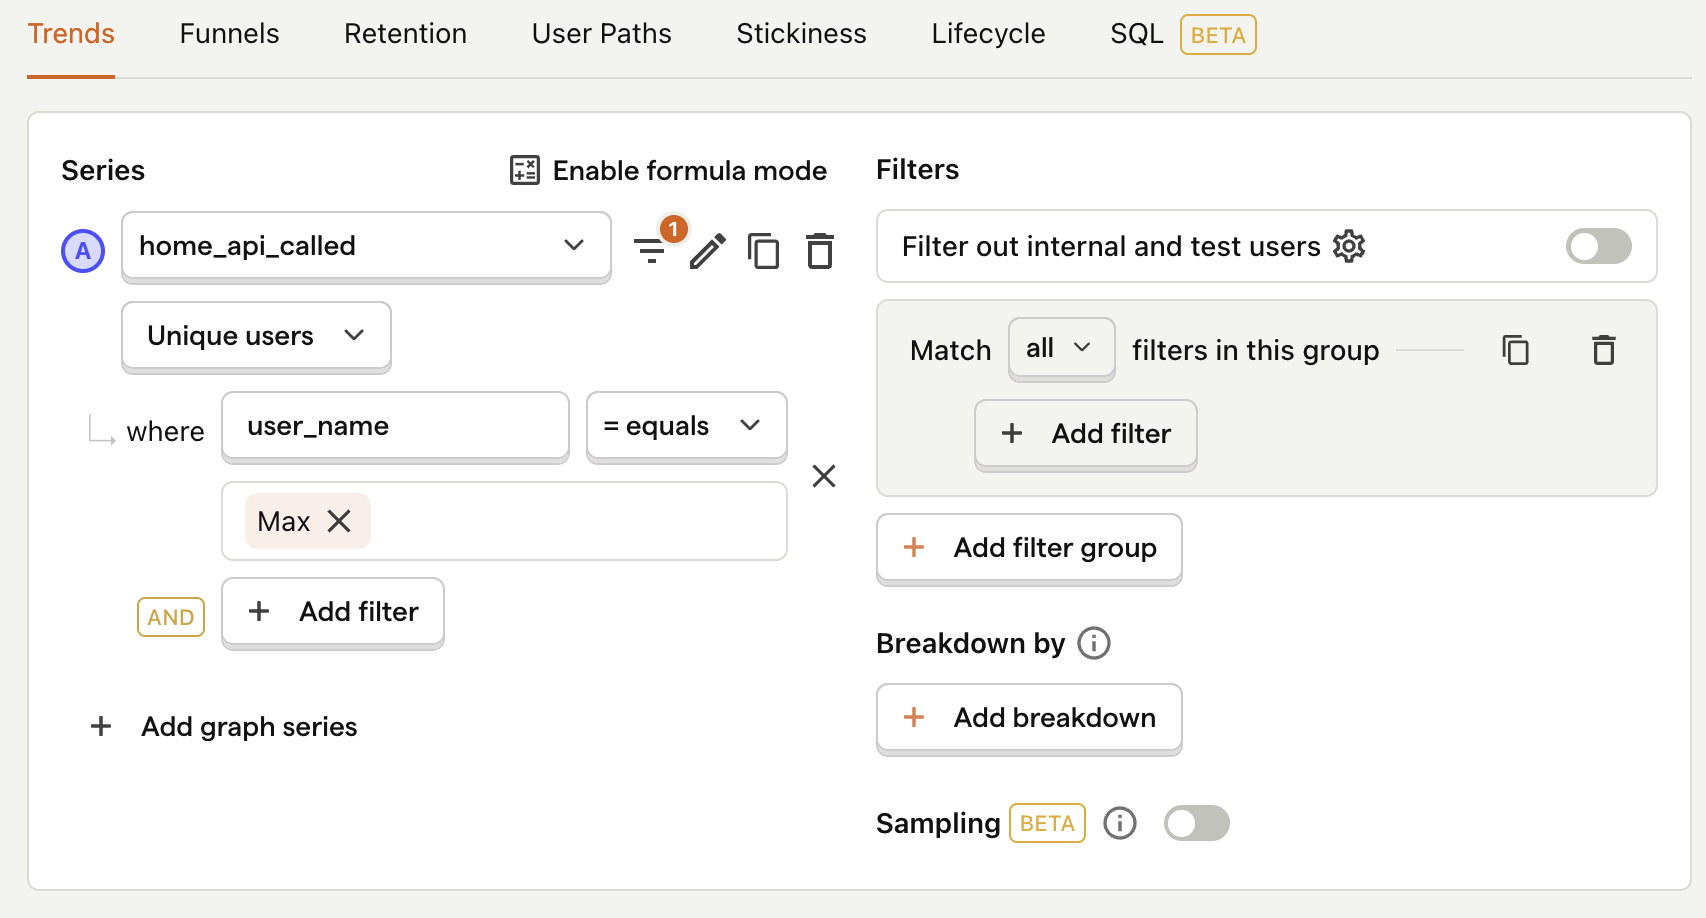 Trends Funnels Retention User Paths Stickiness Lifecycle SQL BETA
Series Enable formula mode
A home_api_called 1
Unique users
where user_name = equals
Max
AND Add filter
Add graph series
Filters
Filter out internal and test users
Match all filters in this group
Add filter
Add filter group
Breakdown by
Add breakdown
Sampling BETA